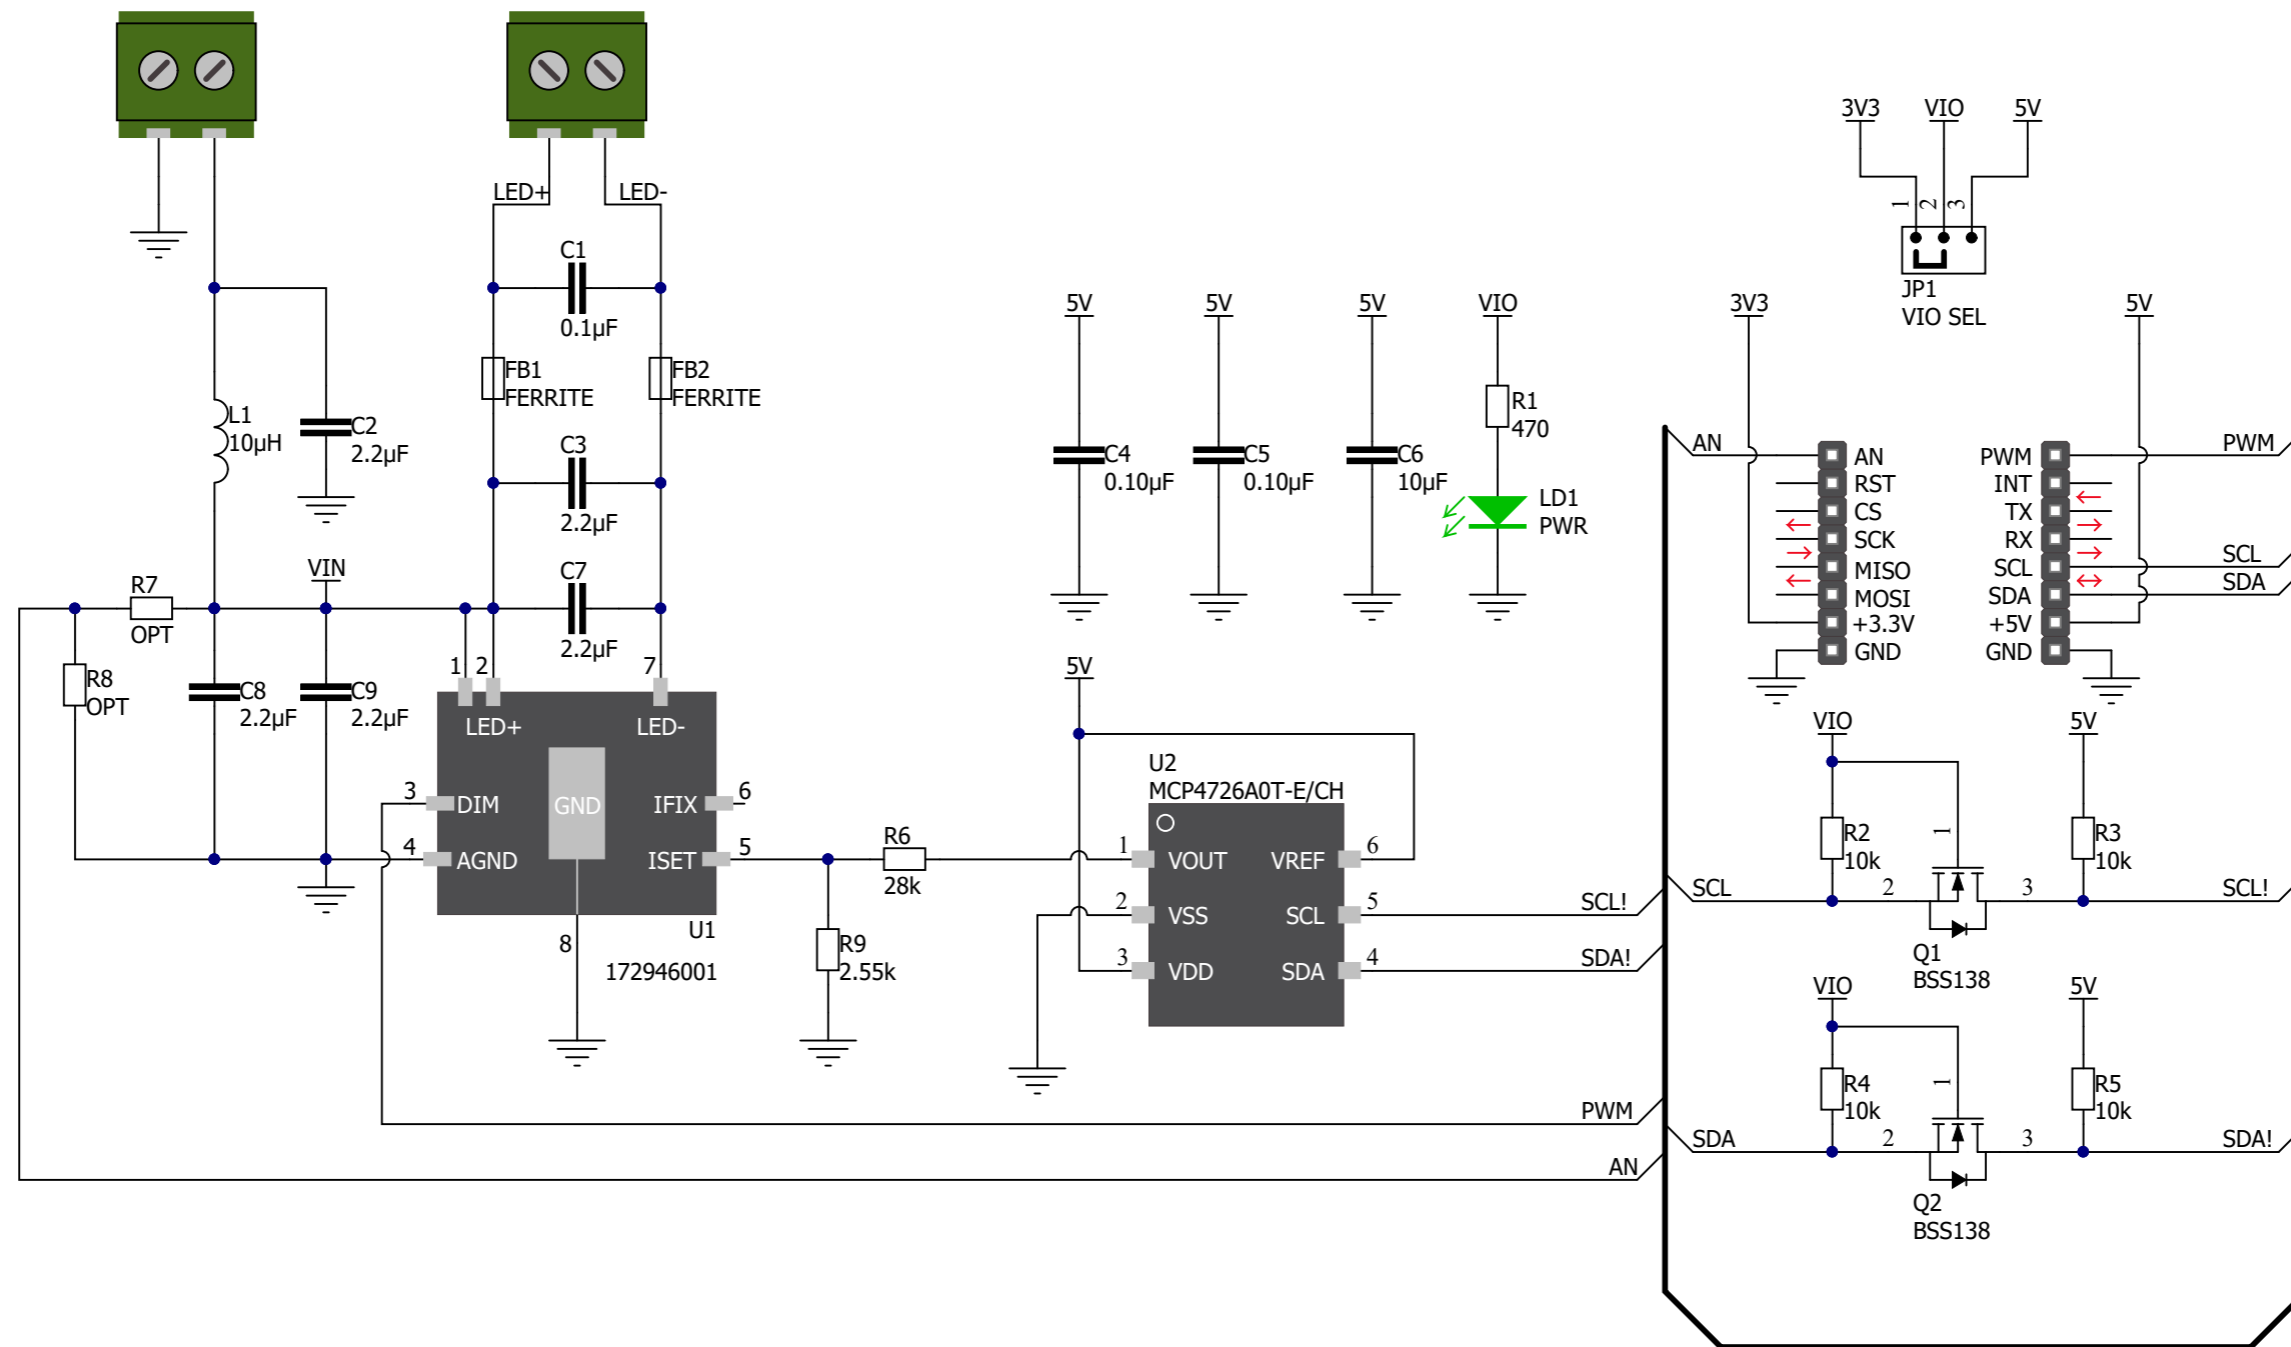 LED+
LED-
C1
0.1µF
FB1
FERRITE
FB2
FERRITE
L1
10µH
C2
2.2µF
C3
2.2µF
VIN
R7
OPT
C7
2.2µF
R8
OPT
C8
2.2µF
C9
2.2µF
1
2
7
LED+
LED-
3
DIM
GND
IFIX
6
4
AGND
ISET
5
8
U1
172946001
R6
28k
R9
2.55k
5V
C4
0.10µF
5V
C5
0.10µF
5V
C6
10µF
VIO
R1
470
LD1
PWR
5V
U2
MCP4726A0T-E/CH
1
VOUT
VREF
6
2
VSS
SCL
5
3
VDD
SDA
4
SCL!
SDA!
PWM
AN
3V3
VIO
5V
1
2
3
JP1
VIO SEL
3V3
5V
AN
AN
RST
CS
SCK
MISO
MOSI
+3.3V
GND
PWM
INT
TX
RX
SCL
SDA
+5V
GND
PWM
SCL
SDA
VIO
5V
R2
10k
1
R3
10k
SCL
2
3
SCL!
Q1
BSS138
VIO
5V
R4
10k
1
R5
10k
SDA
2
3
SDA!
Q2
BSS138